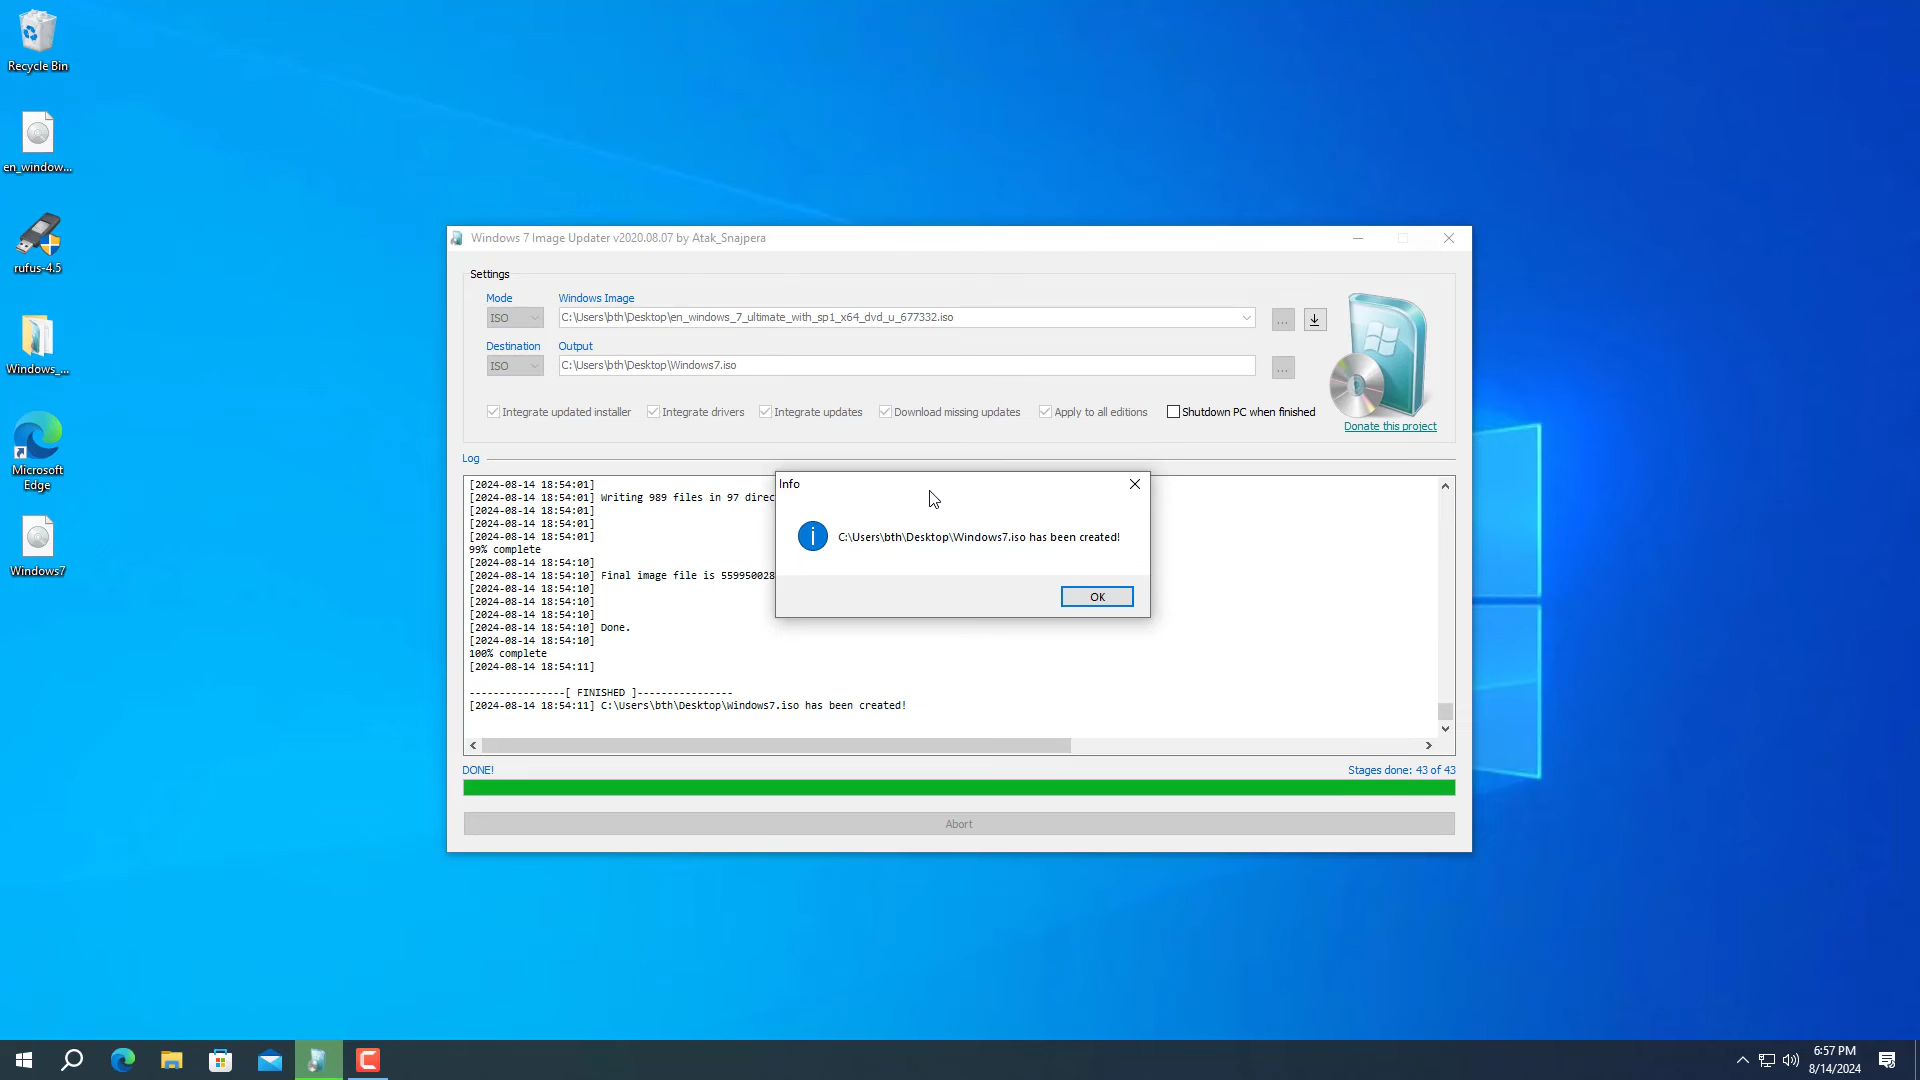 Recycle Bin
en_window...
rufus-4.5
Windows_...
Microsoft
Edge
Windows7
Windows 7 Image Updater v2020.08.07 by Atak_Snajpera
Settings
Mode
Windows Image
ISO
C:\Users\bth\Desktop\en_windows_7_ultimate_with_sp1_x64_dvd_u_677332.iso
...
Destination
Output
ISO
C:\Users\bth\Desktop\Windows7.iso
...
Integrate updated installer
Integrate drivers
Integrate updates
Download missing updates
Apply to all editions
Shutdown PC when finished
Donate this project
Log
[2024-08-14 18:54:01]
[2024-08-14 18:54:01] Writing 989 files in 97 direc
[2024-08-14 18:54:01]
[2024-08-14 18:54:01]
[2024-08-14 18:54:01]
99% complete
[2024-08-14 18:54:10]
[2024-08-14 18:54:10] Final image file is 559950028
[2024-08-14 18:54:10]
[2024-08-14 18:54:10]
[2024-08-14 18:54:10]
[2024-08-14 18:54:10] Done.
[2024-08-14 18:54:10]
100% complete
[2024-08-14 18:54:11]
----------------[ FINISHED ]----------------
[2024-08-14 18:54:11] C:\Users\bth\Desktop\Windows7.iso has been created!
Info
C:\Users\bth\Desktop\Windows7.iso has been created!
OK
DONE!
Stages done: 43 of 43
Abort
6:57 PM
8/14/2024